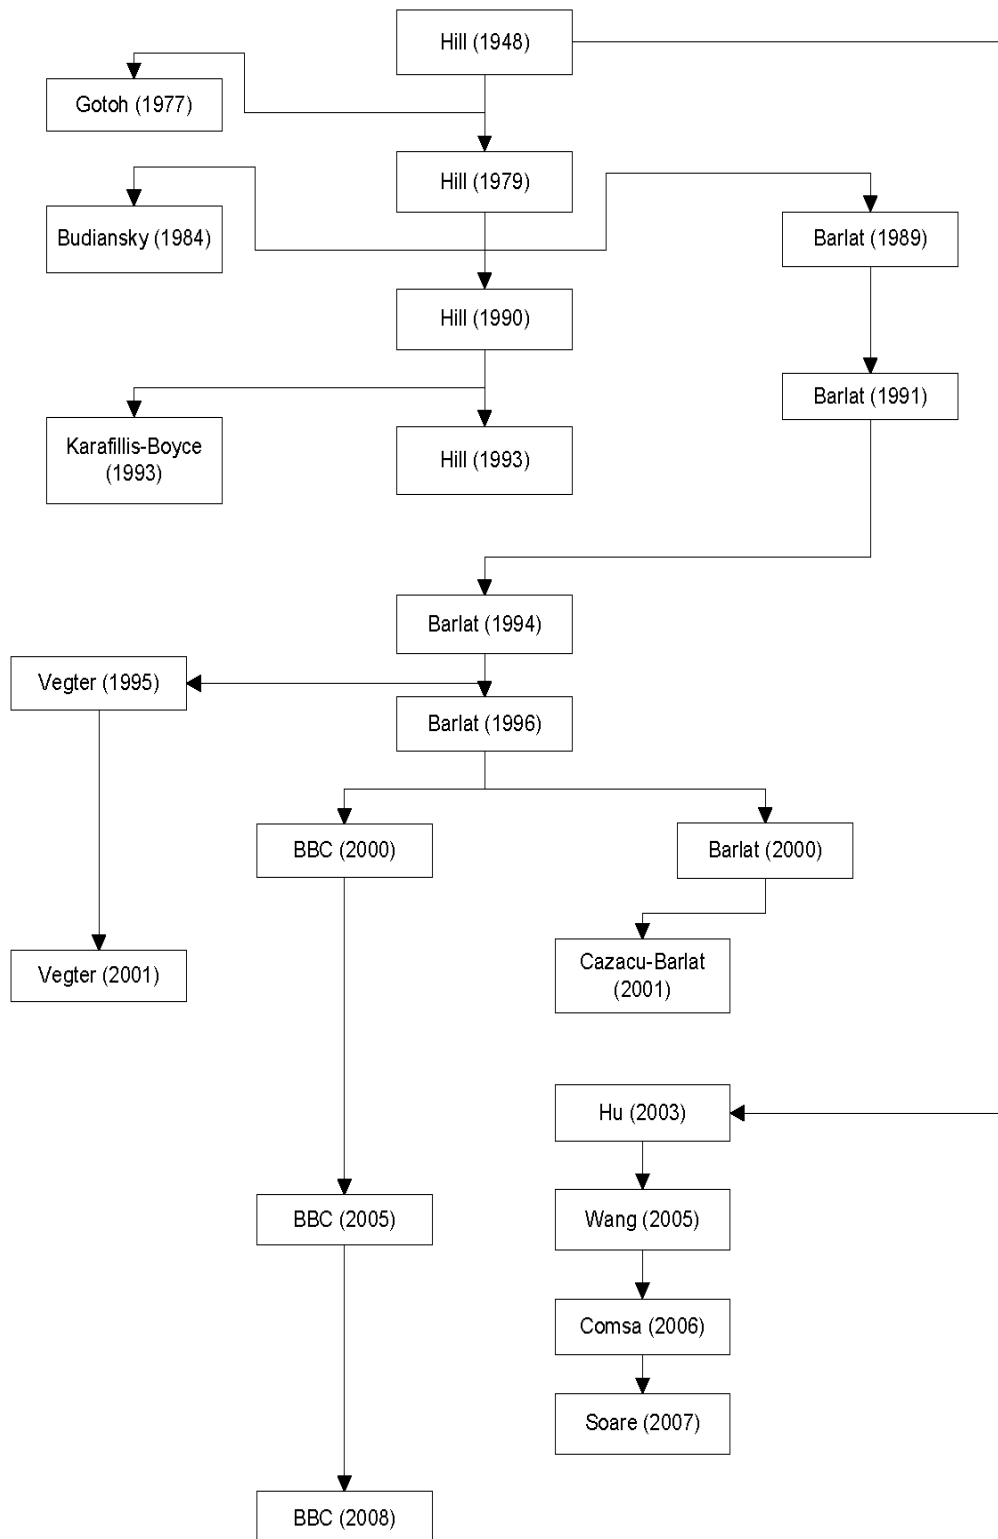 Hill (1948)
Gotoh (1977)
Hill (1979)
Budiansky (1984)
Barlat (1989)
Hill (1990)
Barlat (1991)
Karafillis-Boyce
(1993)
Hill (1993)
Barlat (1994)
Vegter (1995)
Barlat (1996)
BBC (2000)
Barlat (2000)
Cazacu-Barlat
(2001)
Vegter (2001)
Hu (2003)
BBC (2005)
Wang (2005)
Comsa (2006)
Soare (2007)
BBC (2008)